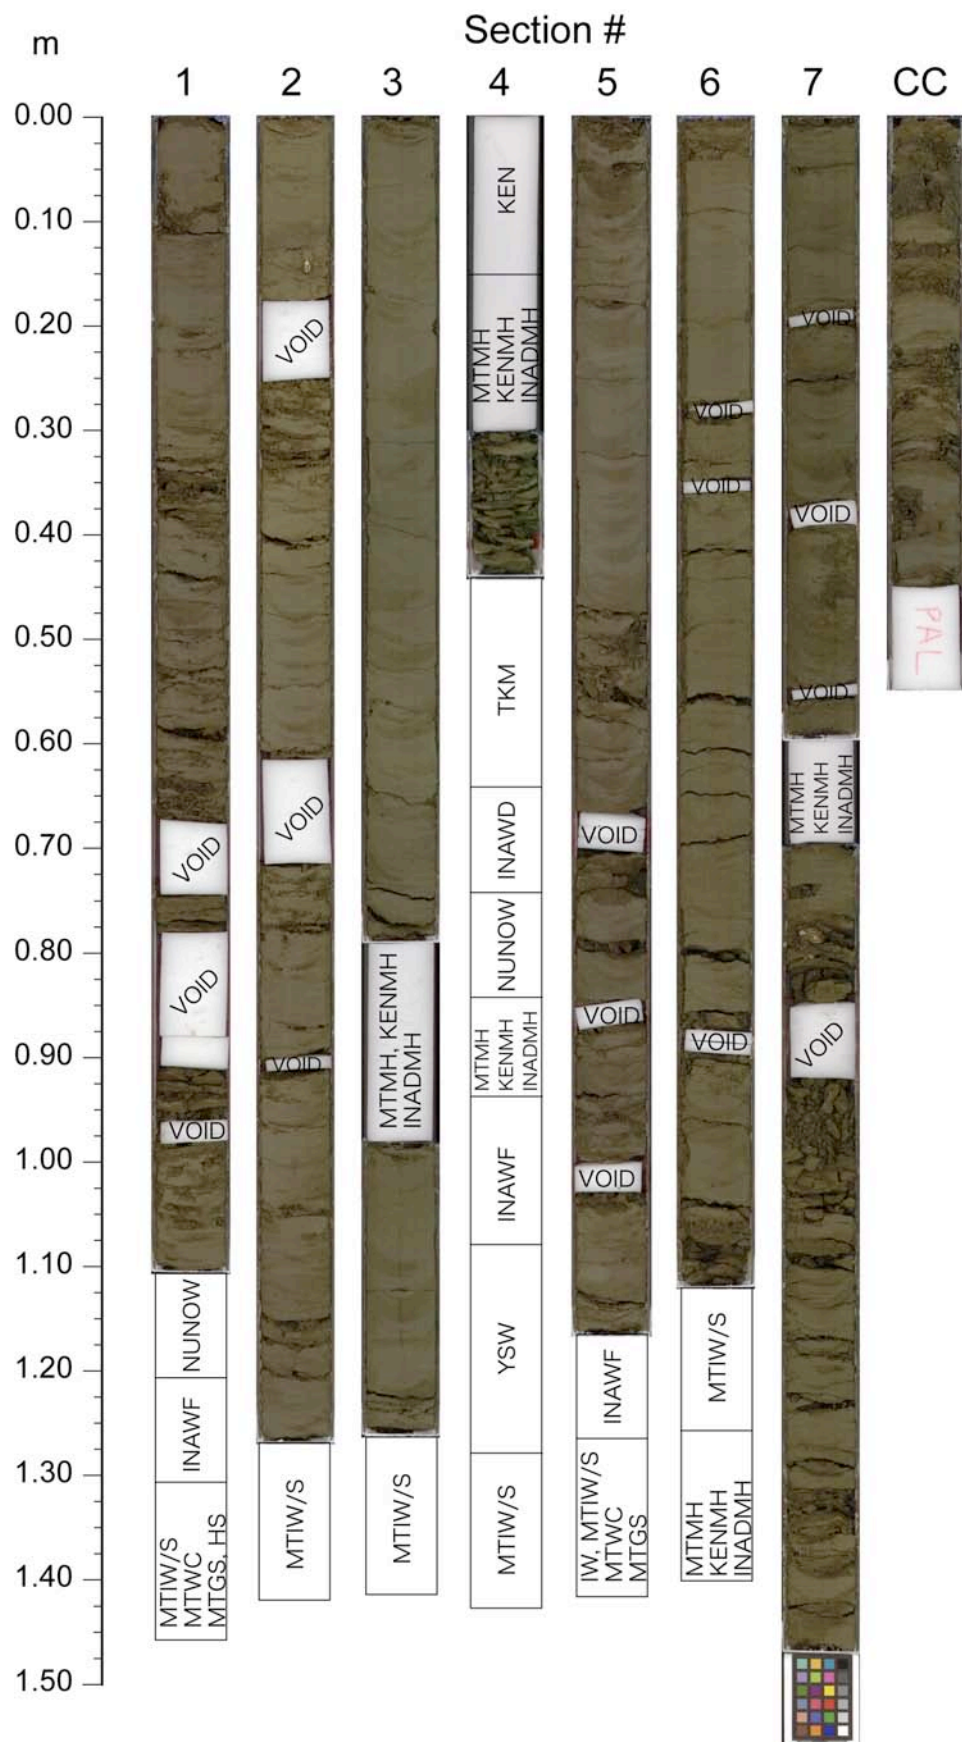 Section #
m
1 2 3 4 5 6 7 CC
0.00
0.10
0.20
0.30
0.40
0.50
0.60
0.70
0.80
0.90
1.00
1.10
1.20
1.30
1.40
1.50
VOID
VOID
VOID
NUNOW
INAWF
MTIW/S
MTWC
MTGS, HS
VOID
VOID
VOID
MTIW/S
MTMH, KENMH
INADMH
MTIW/S
KEN
MTMH
KENMH
INADMH
TKM
INAWD
NUNOW
MTMH
KENMH
INADMH
INAWF
YSW
MTIW/S
VOID
VOID
VOID
INAWF
IW, MTIW/S
MTWC
MTGS
VOID
VOID
VOID
MTIW/S
MTMH
KENMH
INADMH
VOID
VOID
VOID
MTMH
KENMH
INADMH
VOID
PAL